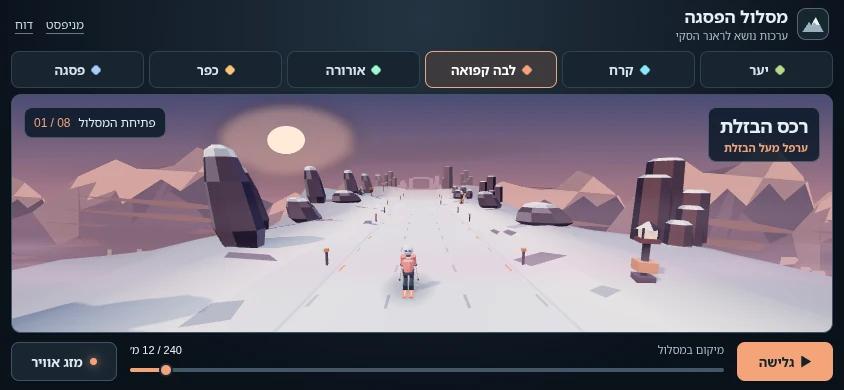 מסלול הפסגה
ערכות נושא לראנר הסקי
מניפסט
דוח
יער
קרח
לבה קפואה
אורורה
כפר
פסגה
רכס הבזלת
ערפל מעל הבזלת
פתיחת המסלול 01 / 08
גלישה
מיקום במסלול
12 / 240 מ׳
מזג אוויר